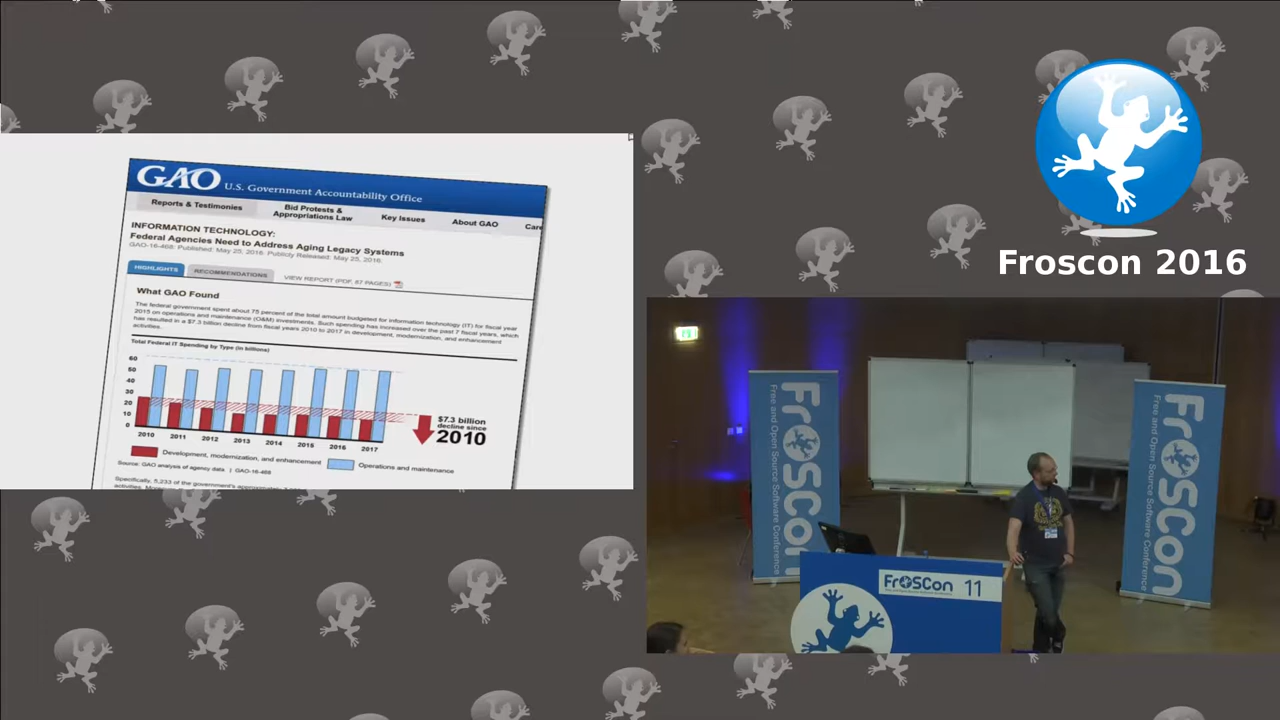 GAO U.S. Government Accountability Office
Reports & Testimonies
Bid Protests &
Appropriations Law
Key Issues
About GAO
Care
INFORMATION TECHNOLOGY:
Federal Agencies Need to Address Aging Legacy Systems
GAO-16-468: Published: May 25, 2016. Publicly Released: May 25, 2016.
HIGHLIGHTS
RECOMMENDATIONS
VIEW REPORT (PDF, 87 PAGES)
What GAO Found
The federal government spent about 75 percent of the total amount budgeted for information technology (IT) for fiscal year
2015 on operations and maintenance (O&M) investments. Such spending has increased over the past 7 fiscal years, which
has resulted in a $7.3 billion decline from fiscal years 2010 to 2017 in development, modernization, and enhancement
activities.
Total Federal IT Spending by Type (in billions)
60
50
40
30
20
10
0
2010 2011 2012 2013 2014 2015 2016 2017
$7.3 billion
decline since
2010
Development, modernization, and enhancement
Operations and maintenance
Source: GAO analysis of agency data. | GAO-16-468
Specifically, 5,233 of the government's approximately
Froscon 2016
FrOSCon
Free and Open Source Software Conference
FrOSCon
Free and Open Source Software Conference
FrOSCon 11